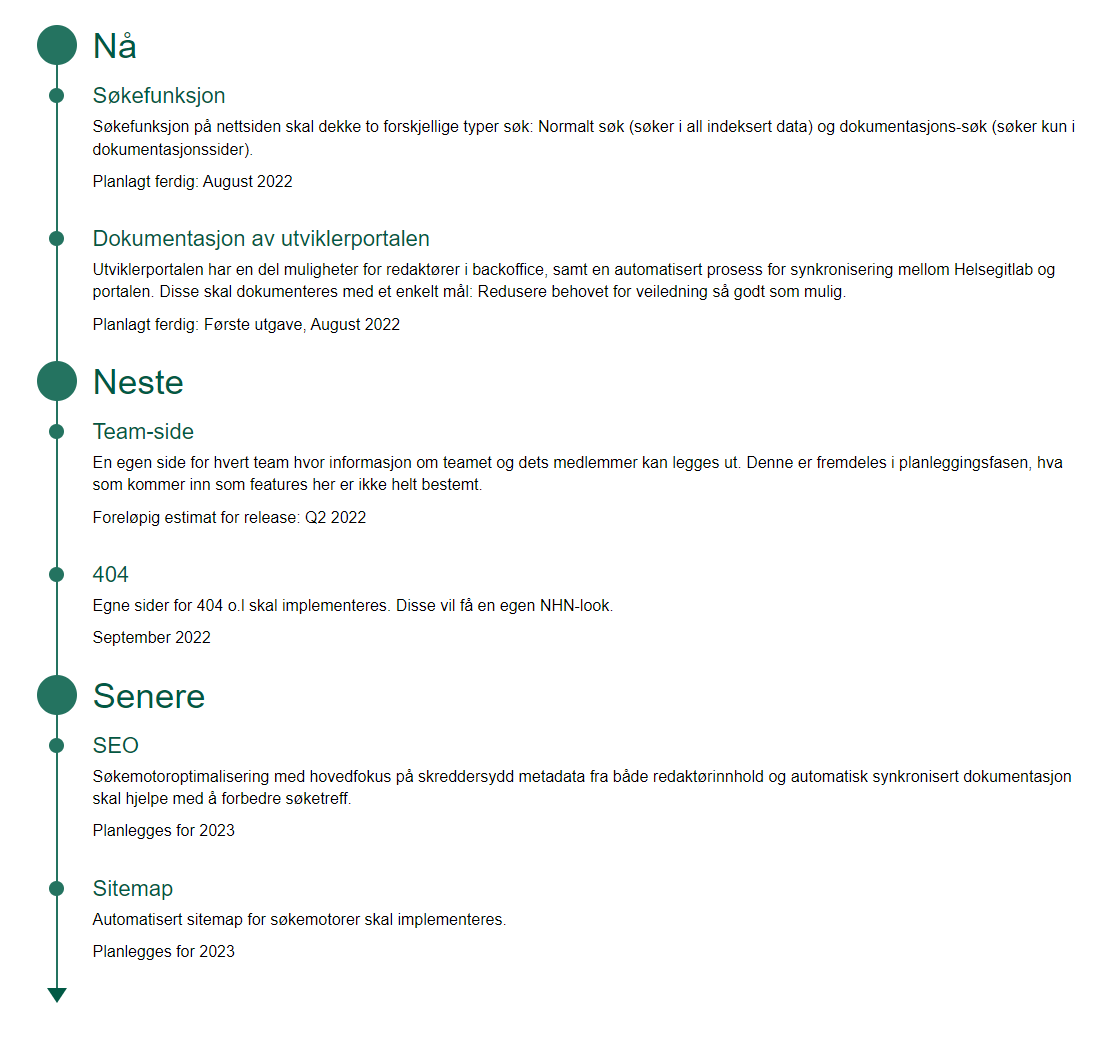 Nå
Søkefunksjon
Søkefunksjon på nettsiden skal dekke to forskjellige typer søk: Normalt søk (søker i all indeksert data) og dokumentasjons-søk (søker kun i
dokumentasjonssider).
Planlagt ferdig: August 2022
Dokumentasjon av utviklerportalen
Utviklerportalen har en del muligheter for redaktører i backoffice, samt en automatisert prosess for synkronisering mellom Helsegitlab og
portalen. Disse skal dokumenteres med et enkelt mål: Redusere behovet for veiledning så godt som mulig.
Planlagt ferdig: Første utgave, August 2022
Neste
Team-side
En egen side for hvert team hvor informasjon om teamet og dets medlemmer kan legges ut. Denne er fremdeles i planleggingsfasen, hva
som kommer inn som features her er ikke helt bestemt.
Foreløpig estimat for release: Q2 2022
404
Egne sider for 404 o.l skal implementeres. Disse vil få en egen NHN-look.
September 2022
Senere
SEO
Søkemotoroptimalisering med hovedfokus på skreddersydd metadata fra både redaktørinnhold og automatisk synkronisert dokumentasjon
skal hjelpe med å forbedre søketreff.
Planlegges for 2023
Sitemap
Automatisert sitemap for søkemotorer skal implementeres.
Planlegges for 2023